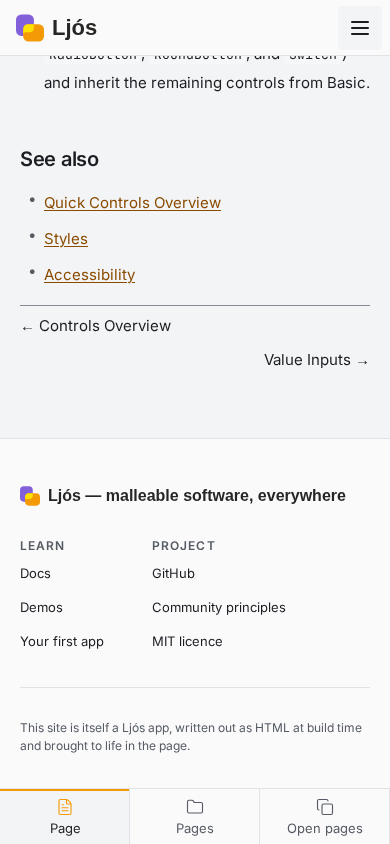 Ljós
and inherit the remaining controls from Basic.
See also
• Quick Controls Overview
• Styles
• Accessibility
← Controls Overview
Value Inputs →
Ljós — malleable software, everywhere
LEARN
Docs
Demos
Your first app
PROJECT
GitHub
Community principles
MIT licence
This site is itself a Ljós app, written out as HTML at build time
and brought to life in the page.
Page
Pages
Open pages